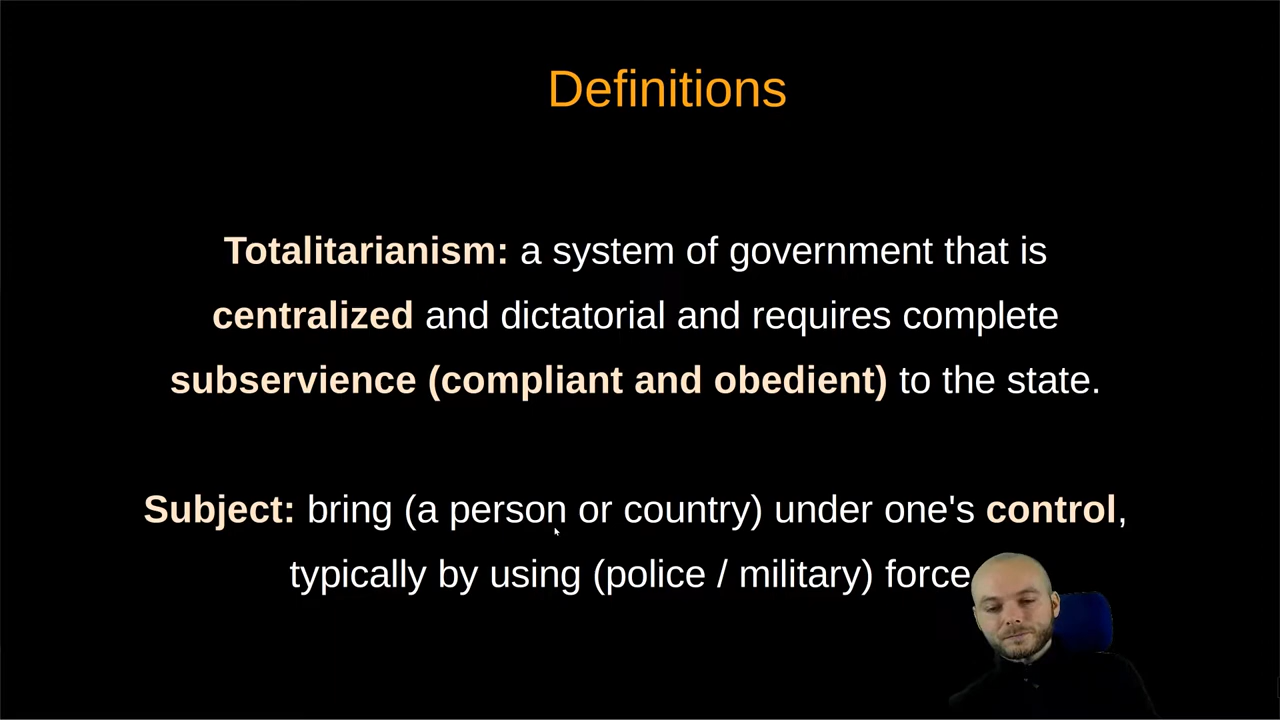 Definitions
Totalitarianism: a system of government that is
centralized and dictatorial and requires complete
subservience (compliant and obedient) to the state.
Subject: bring (a person or country) under one's control,
typically by using (police / military) force